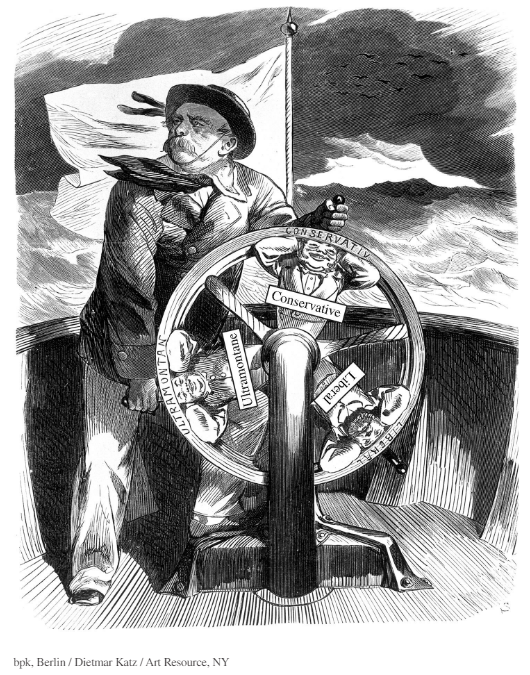 CONSERVATIV
Conservative
ULTRAMONTAN
Ultramontane
Liberal
LIBERAL
bpk, Berlin / Dietmar Katz / Art Resource, NY